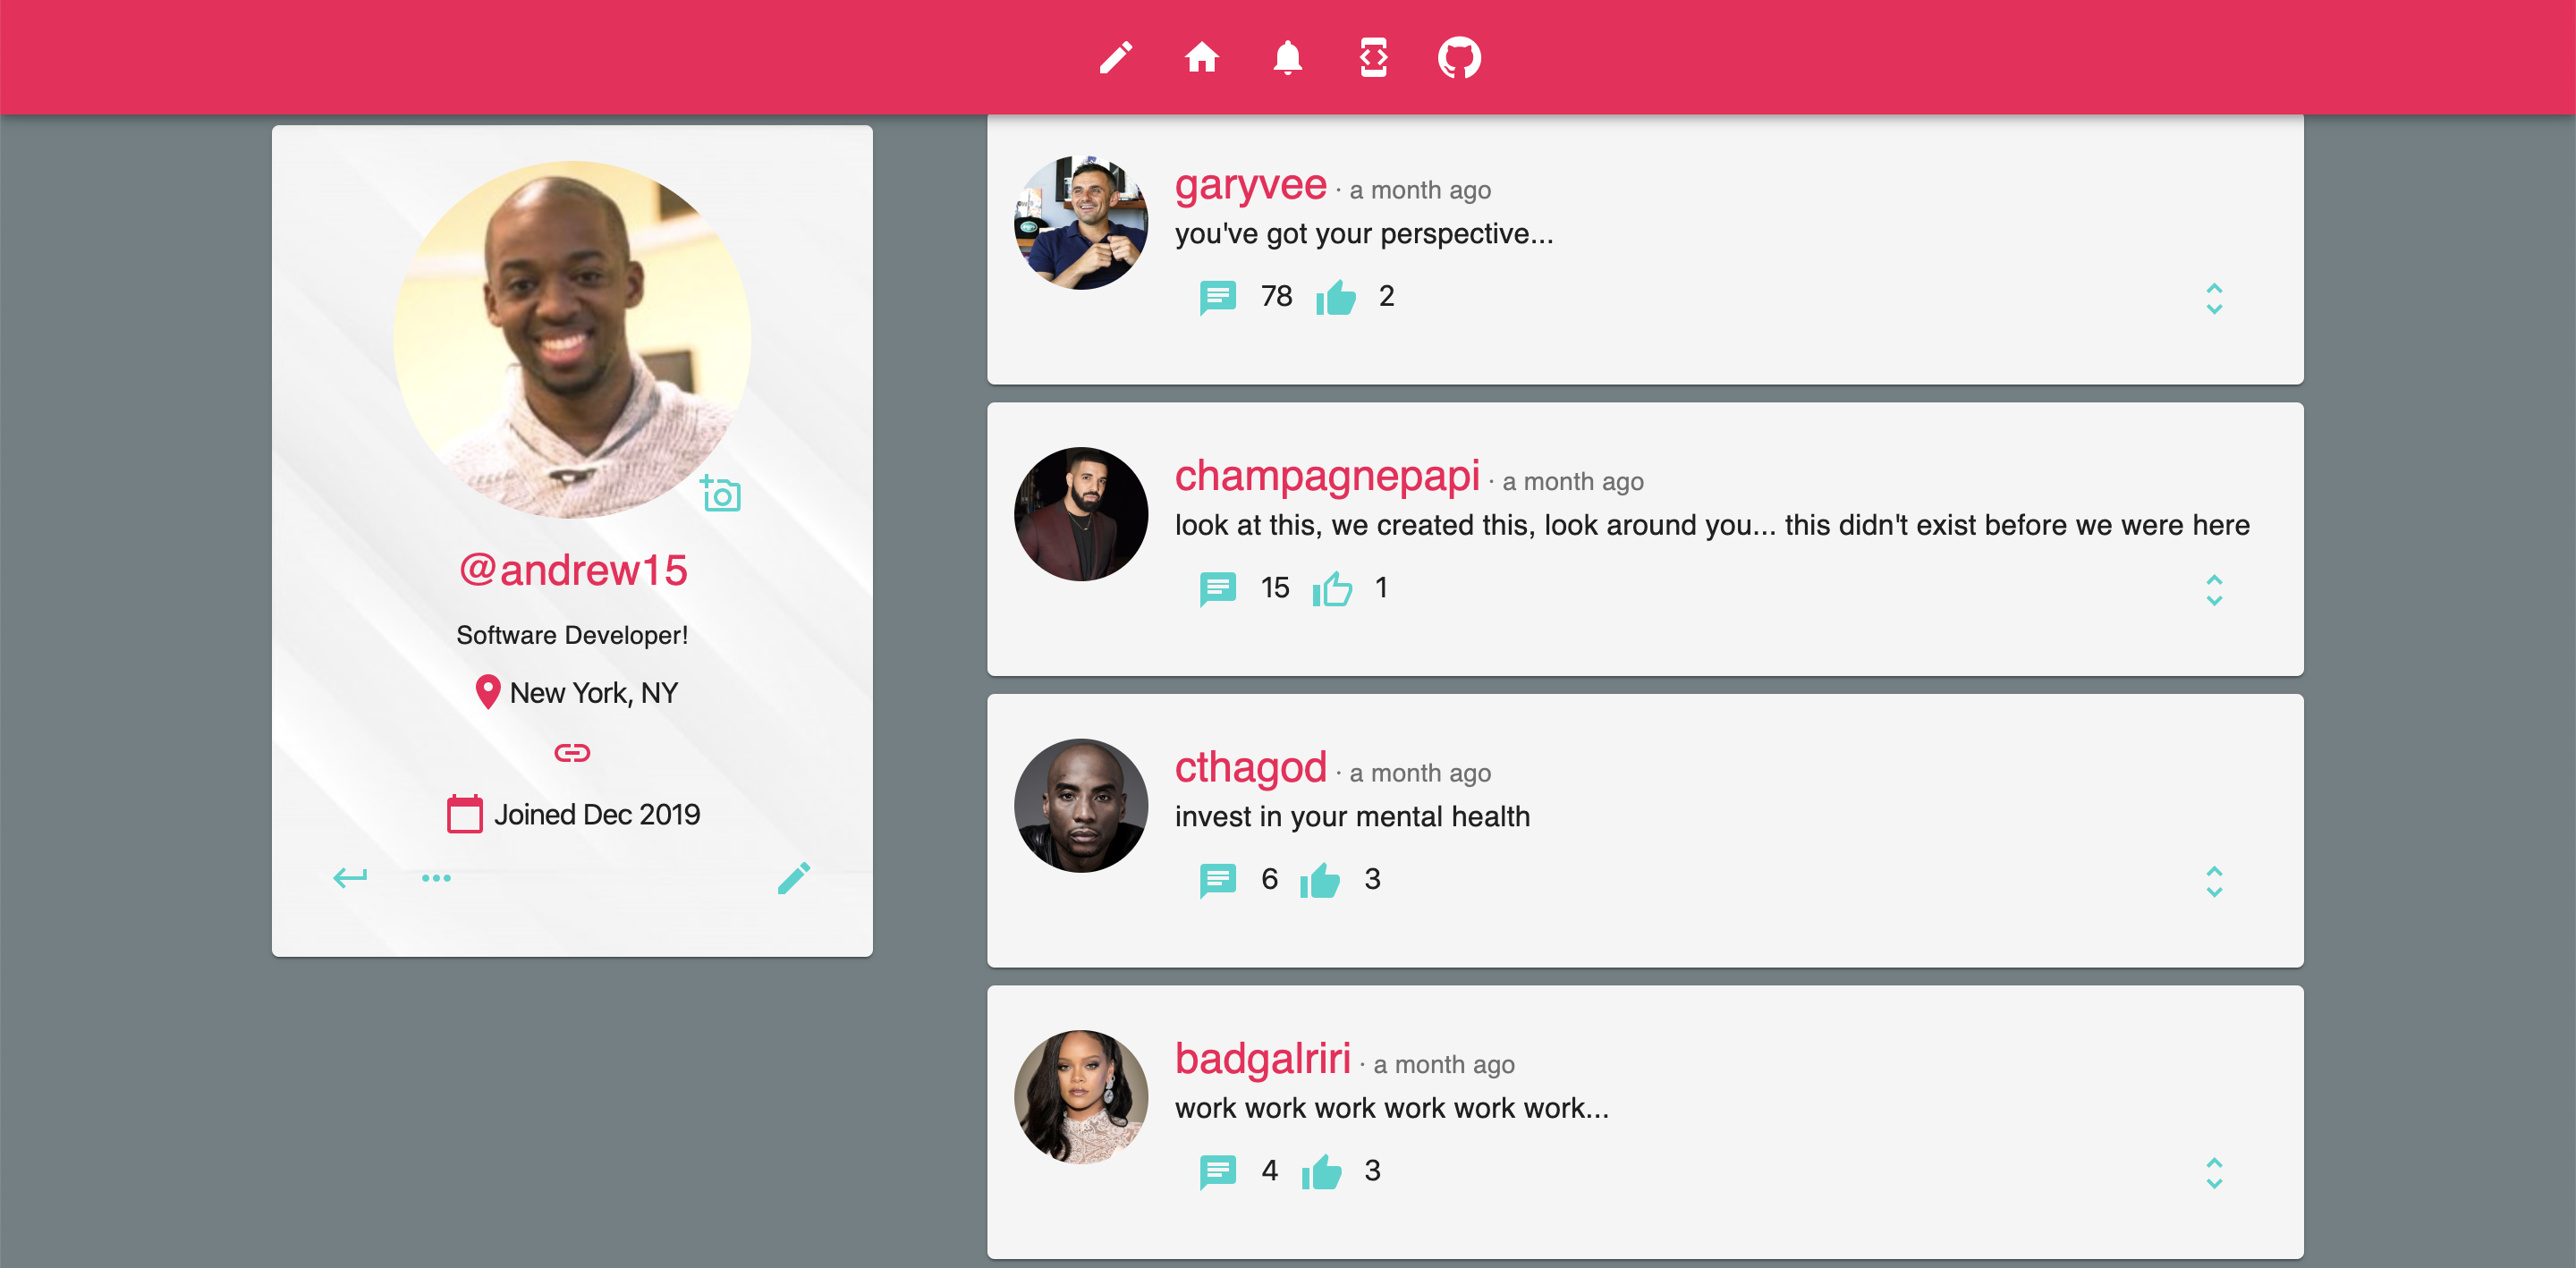 @andrew15
Software Developer!
New York, NY
Joined Dec 2019
garyvee · a month ago
you've got your perspective...
78 2
champagnepapi · a month ago
look at this, we created this, look around you... this didn't exist before we were here
15 1
cthagod · a month ago
invest in your mental health
6 3
badgalriri · a month ago
work work work work work work...
4 3